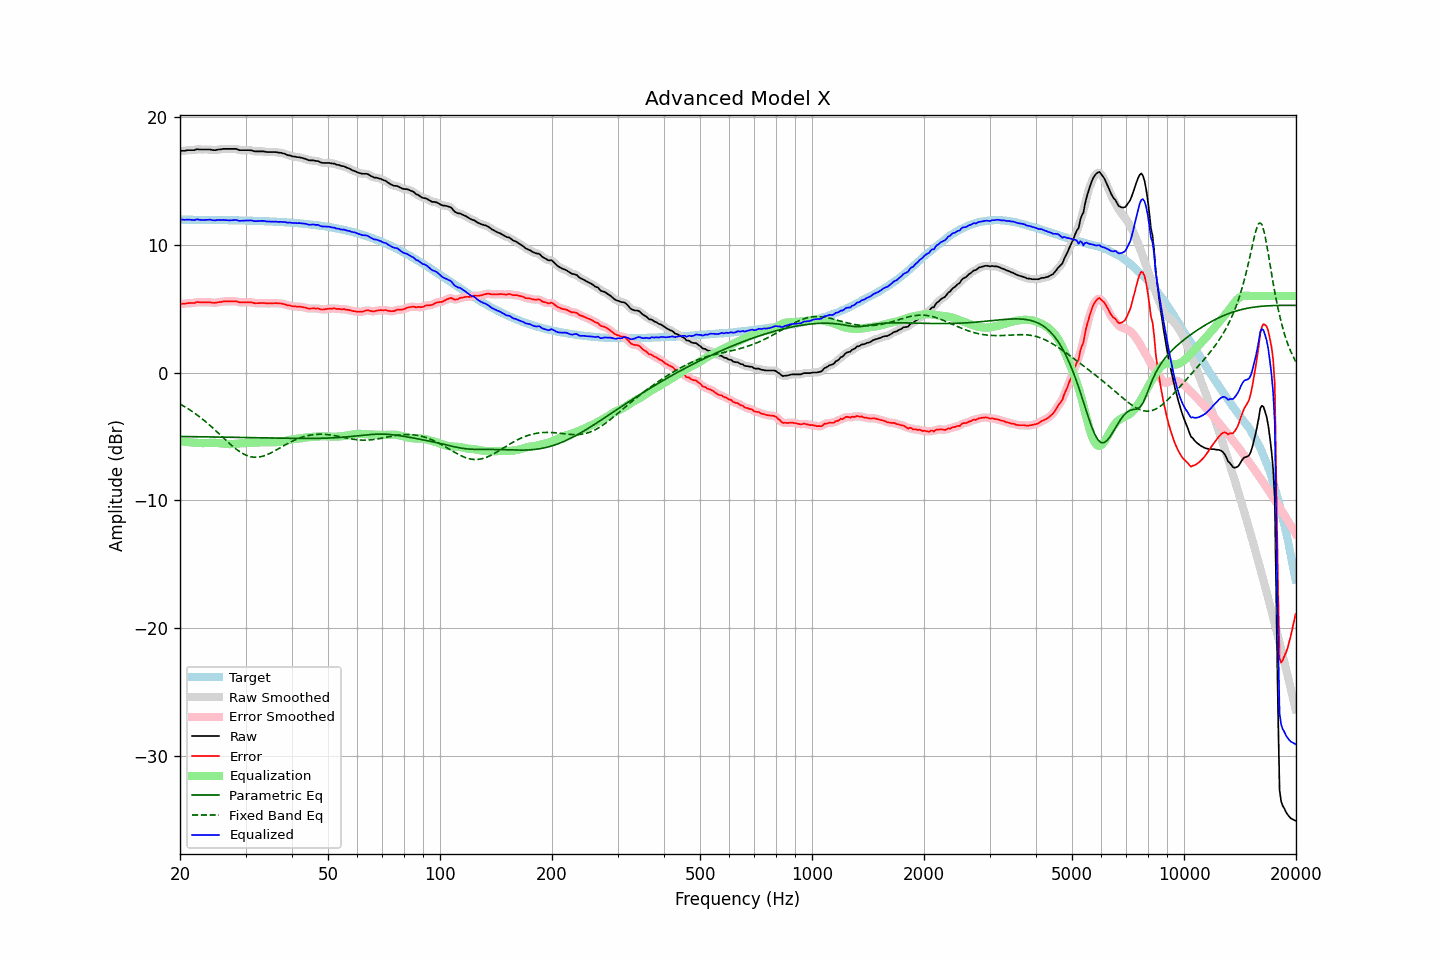 Advanced Model X
20
10
0
−10
−20
−30
Amplitude (dBr)
Target
Raw Smoothed
Error Smoothed
Raw
Error
Equalization
Parametric Eq
Fixed Band Eq
Equalized
20 50 100 200 500 1000 2000 5000 10000 20000
Frequency (Hz)